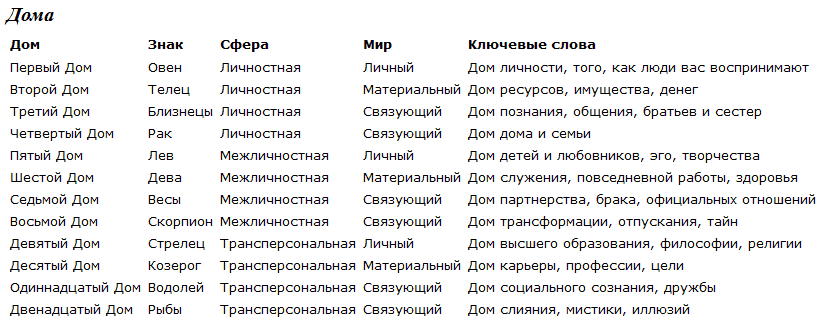 Дома
Дом Знак Сфера Мир Ключевые слова
Первый Дом Овен Личностная Личный Дом личности, того, как люди вас воспринимают
Второй Дом Телец Личностная Материальный Дом ресурсов, имущества, денег
Третий Дом Близнецы Личностная Связующий Дом познания, общения, братьев и сестер
Четвертый Дом Рак Личностная Связующий Дом дома и семьи
Пятый Дом Лев Межличностная Личный Дом детей и любовников, эго, творчества
Шестой Дом Дева Межличностная Материальный Дом служения, повседневной работы, здоровья
Седьмой Дом Весы Межличностная Связующий Дом партнерства, брака, официальных отношений
Восьмой Дом Скорпион Межличностная Связующий Дом трансформации, отпускания, тайн
Девятый Дом Стрелец Трансперсональная Личный Дом высшего образования, философии, религии
Десятый Дом Козерог Трансперсональная Материальный Дом карьеры, профессии, цели
Одиннадцатый Дом Водолей Трансперсональная Связующий Дом социального сознания, дружбы
Двенадцатый Дом Рыбы Трансперсональная Связующий Дом слияния, мистики, иллюзий